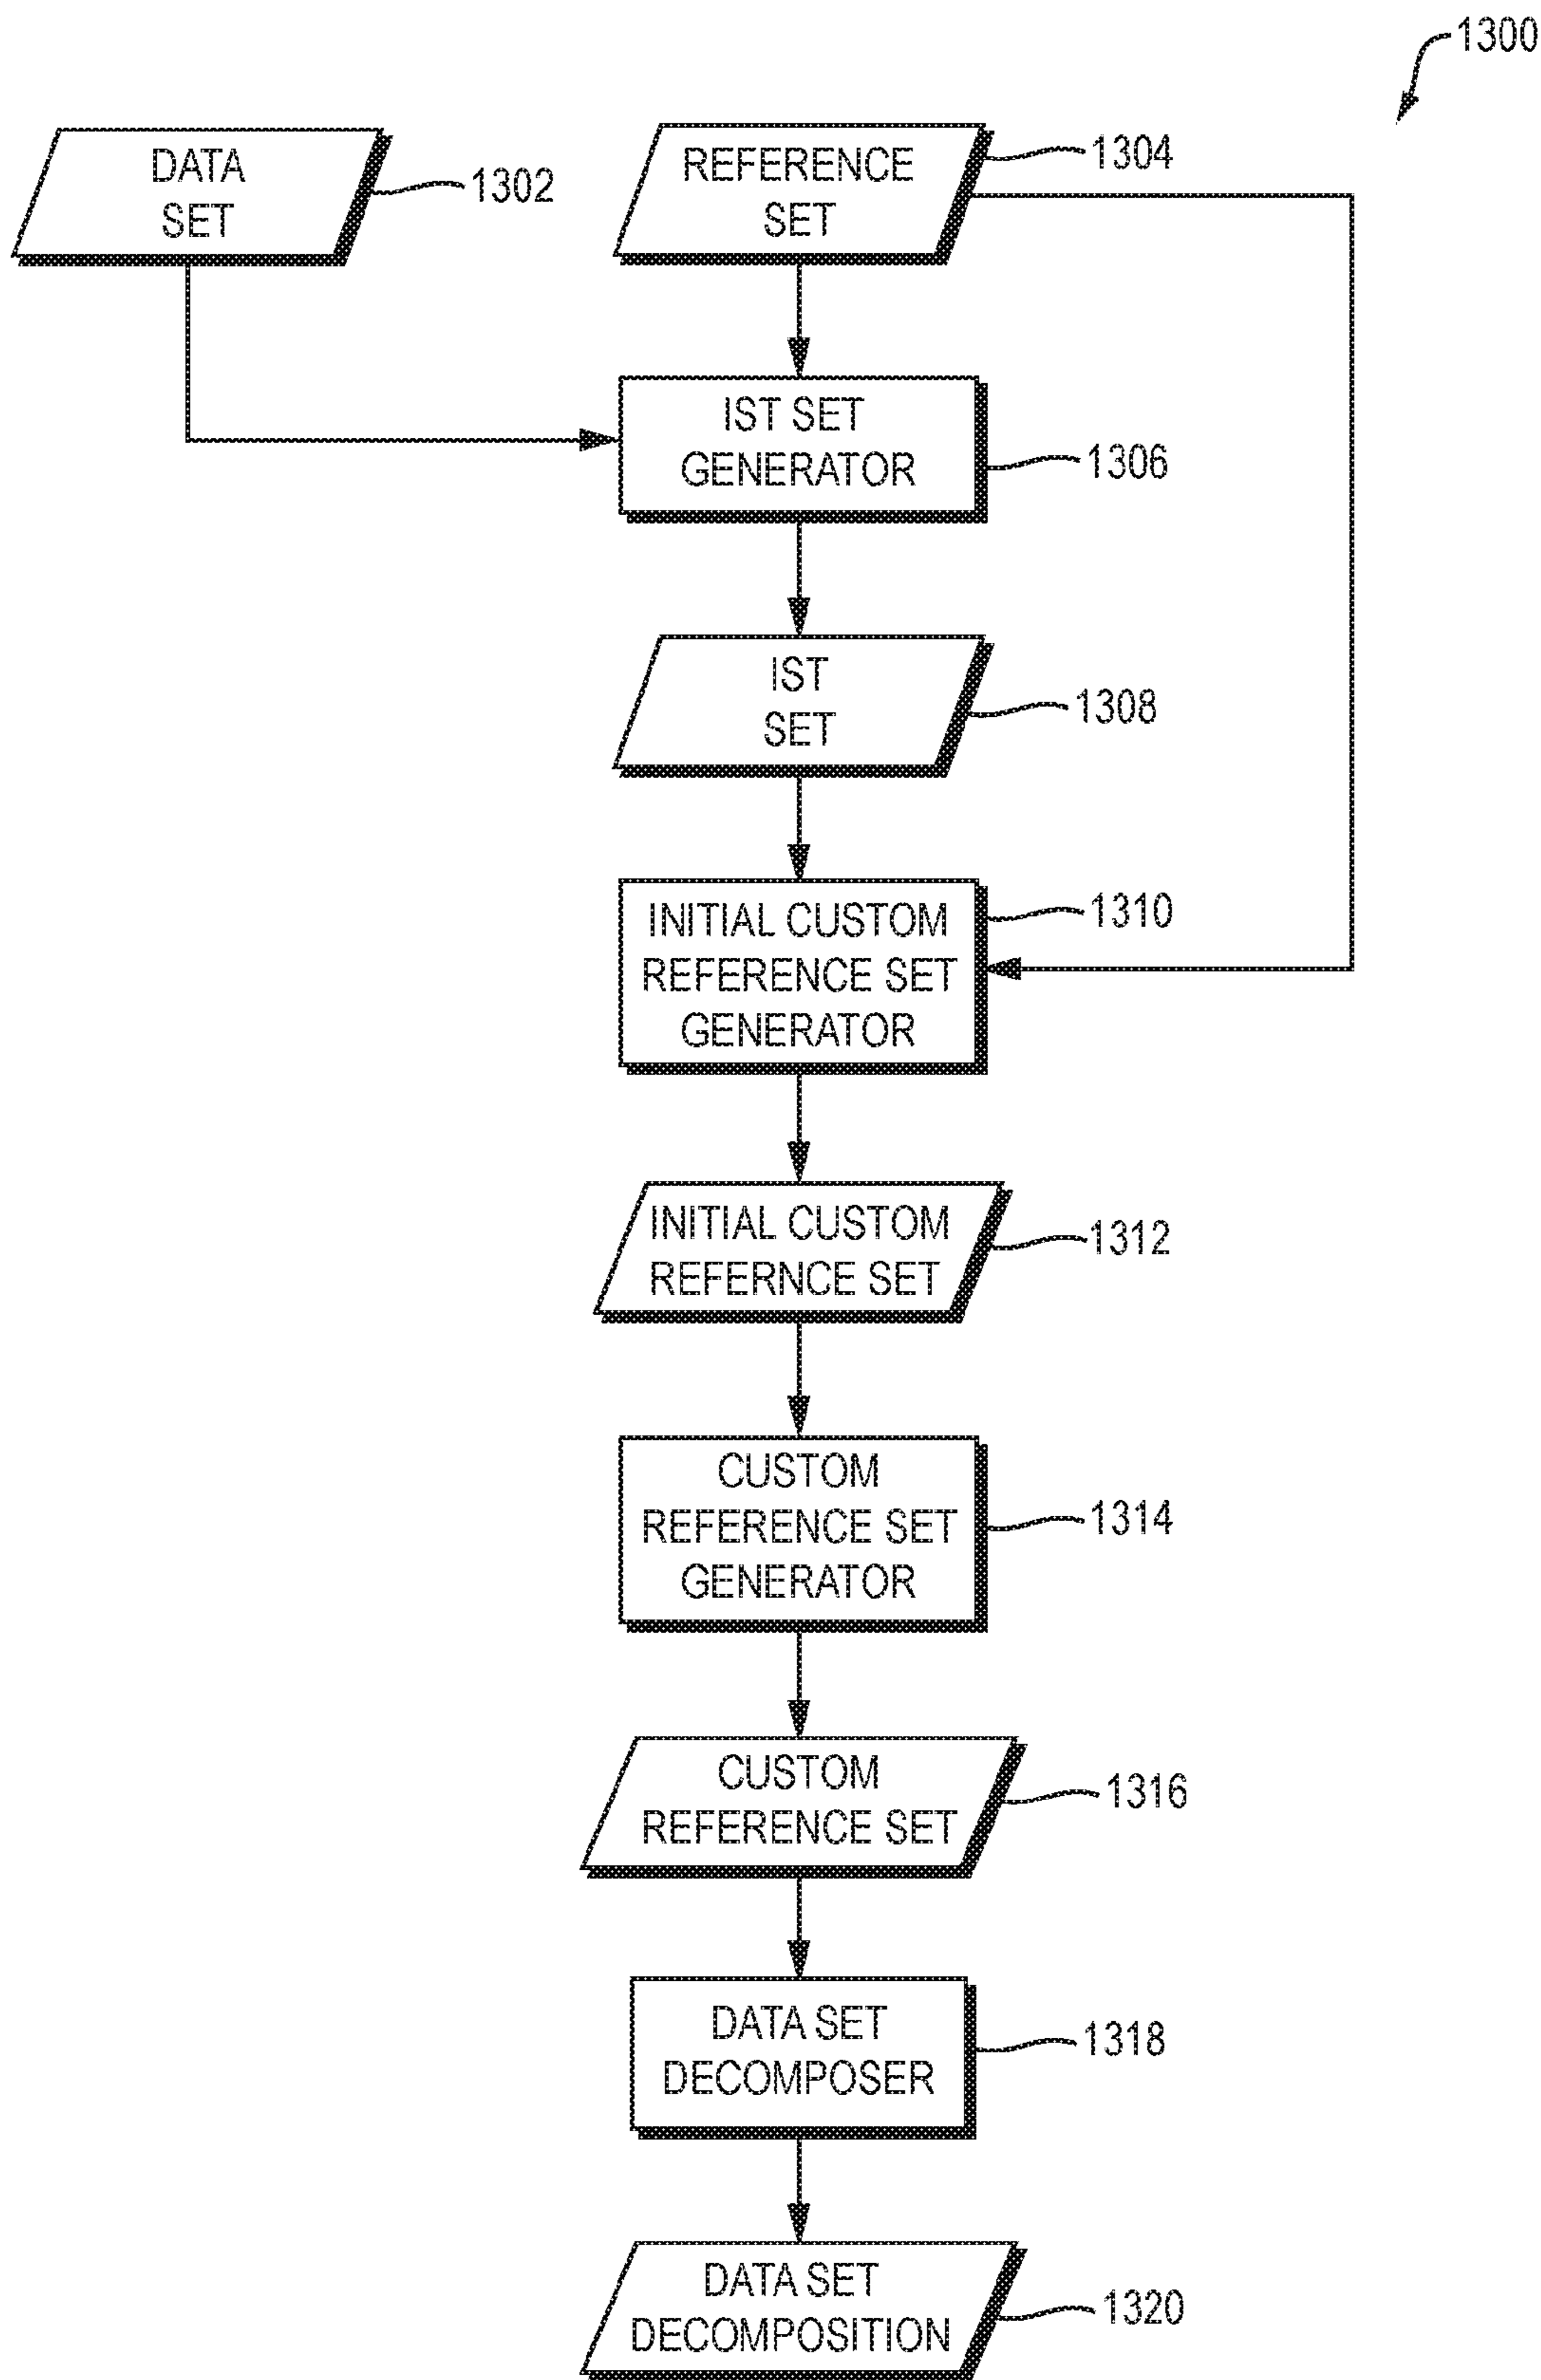 1300
DATA
SET
1302
REFERENCE
SET
1304
IST SET
GENERATOR
1306
IST
SET
1308
INITIAL CUSTOM
REFERENCE SET
GENERATOR
1310
INITIAL CUSTOM
REFERNCE SET
1312
CUSTOM
REFERENCE SET
GENERATOR
1314
CUSTOM
REFERENCE SET
1316
DATA SET
DECOMPOSER
1318
DATA SET
DECOMPOSITION
1320